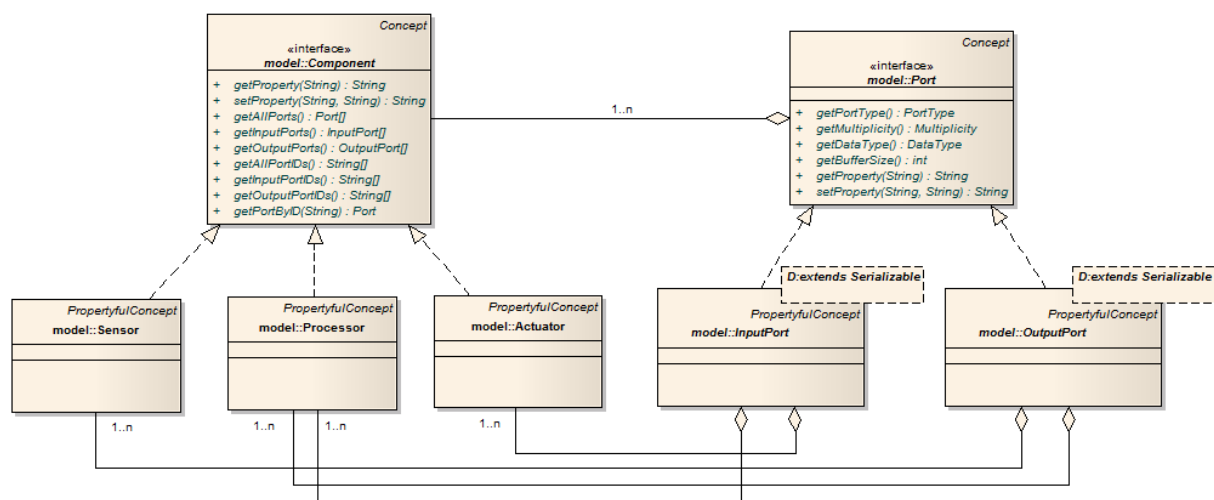 Concept
«interface»
model::Component
+ getProperty(String) : String
+ setProperty(String, String) : String
+ getAllPorts() : Port[]
+ getInputPorts() : InputPort[]
+ getOutputPorts() : OutputPort[]
+ getAllPortIDs() : String[]
+ getInputPortIDs() : String[]
+ getOutputPortIDs() : String[]
+ getPortByID(String) : Port
1..n
Concept
«interface»
model::Port
+ getPortType() : PortType
+ getMultiplicity() : Multiplicity
+ getDataType() : DataType
+ getBufferSize() : int
+ getProperty(String) : String
+ setProperty(String, String) : String
PropertyfulConcept
model::Sensor
PropertyfulConcept
model::Processor
PropertyfulConcept
model::Actuator
D:extends Serializable
PropertyfulConcept
model::InputPort
D:extends Serializable
PropertyfulConcept
model::OutputPort
1..n
1..n
1..n
1..n